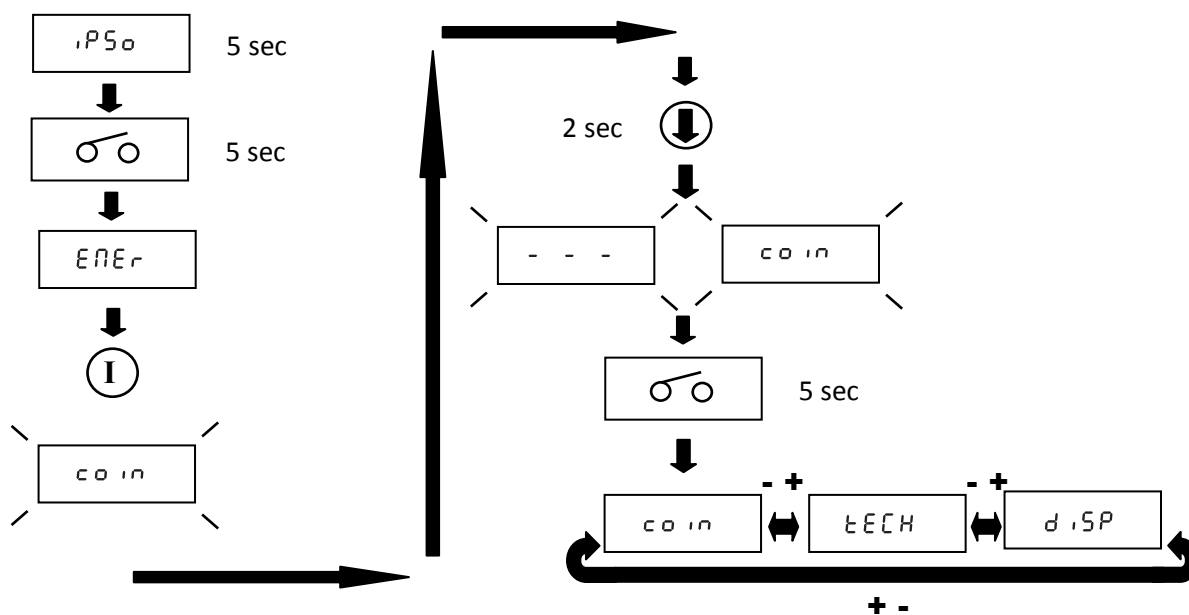 iPSo
5 sec
5 sec
EMEr
I
coin
2 sec
- - -
coin
5 sec
- +
- +
coin
tECH
diSP
+ -